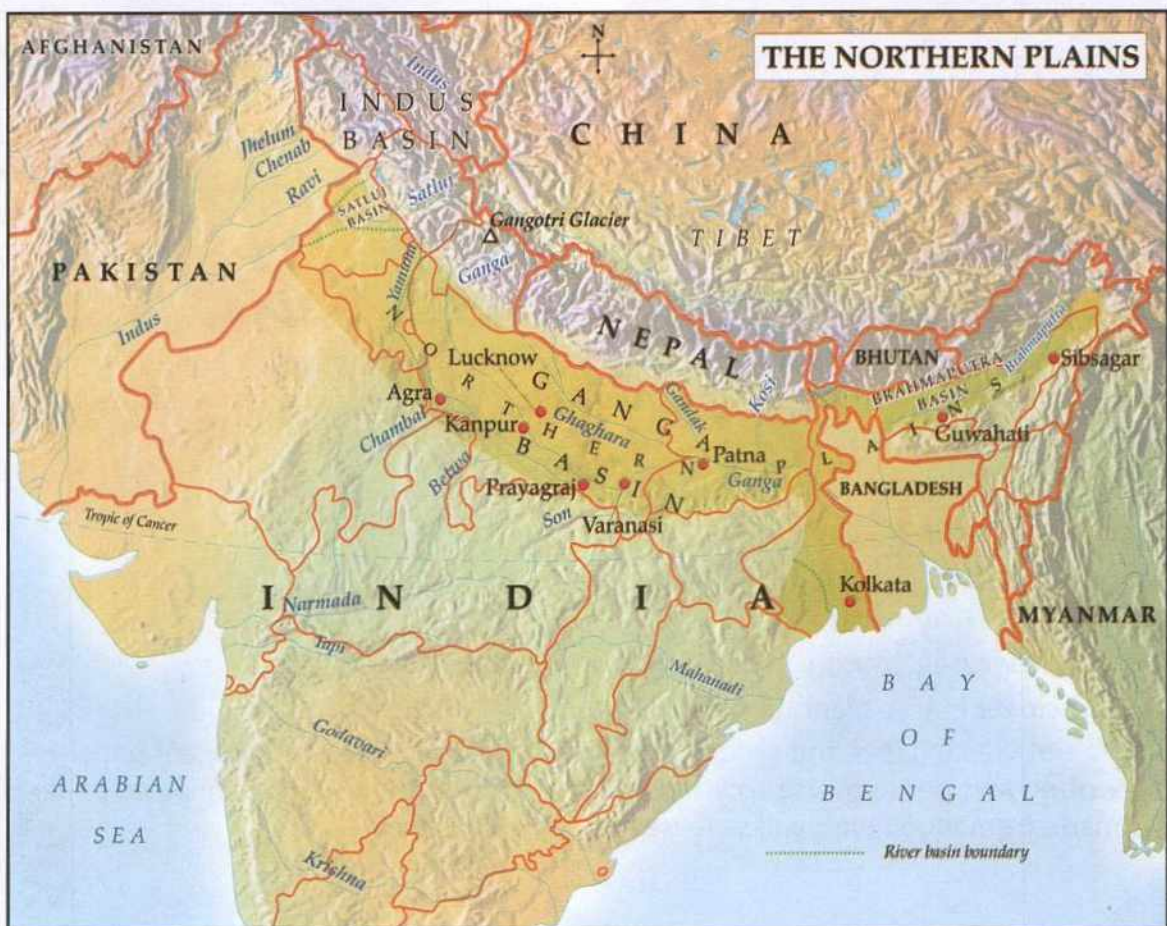 THE NORTHERN PLAINS
N
AFGHANISTAN
Indus
INDUS
BASIN
CHINA
Jhelum
Chenab
Ravi
Satluj
SATLUJ
BASIN
Gangotri Glacier
TIBET
PAKISTAN
Yamuna
Ganga
Indus
NEPAL
BHUTAN
Brahmaputra
Sibsagar
BRAHMAPUTRA
BASIN
NORTHERN PLAINS
GANGA
BASIN
Lucknow
Agra
Chambal
Kanpur
Ghaghara
Gandak
Kosi
Guwahati
Betwa
Patna
Prayagraj
Ganga
BANGLADESH
Son
Varanasi
Tropic of Cancer
INDIA
Narmada
Kolkata
MYANMAR
Tapi
Mahanadi
Godavari
BAY
OF
BENGAL
ARABIAN
SEA
Krishna
River basin boundary